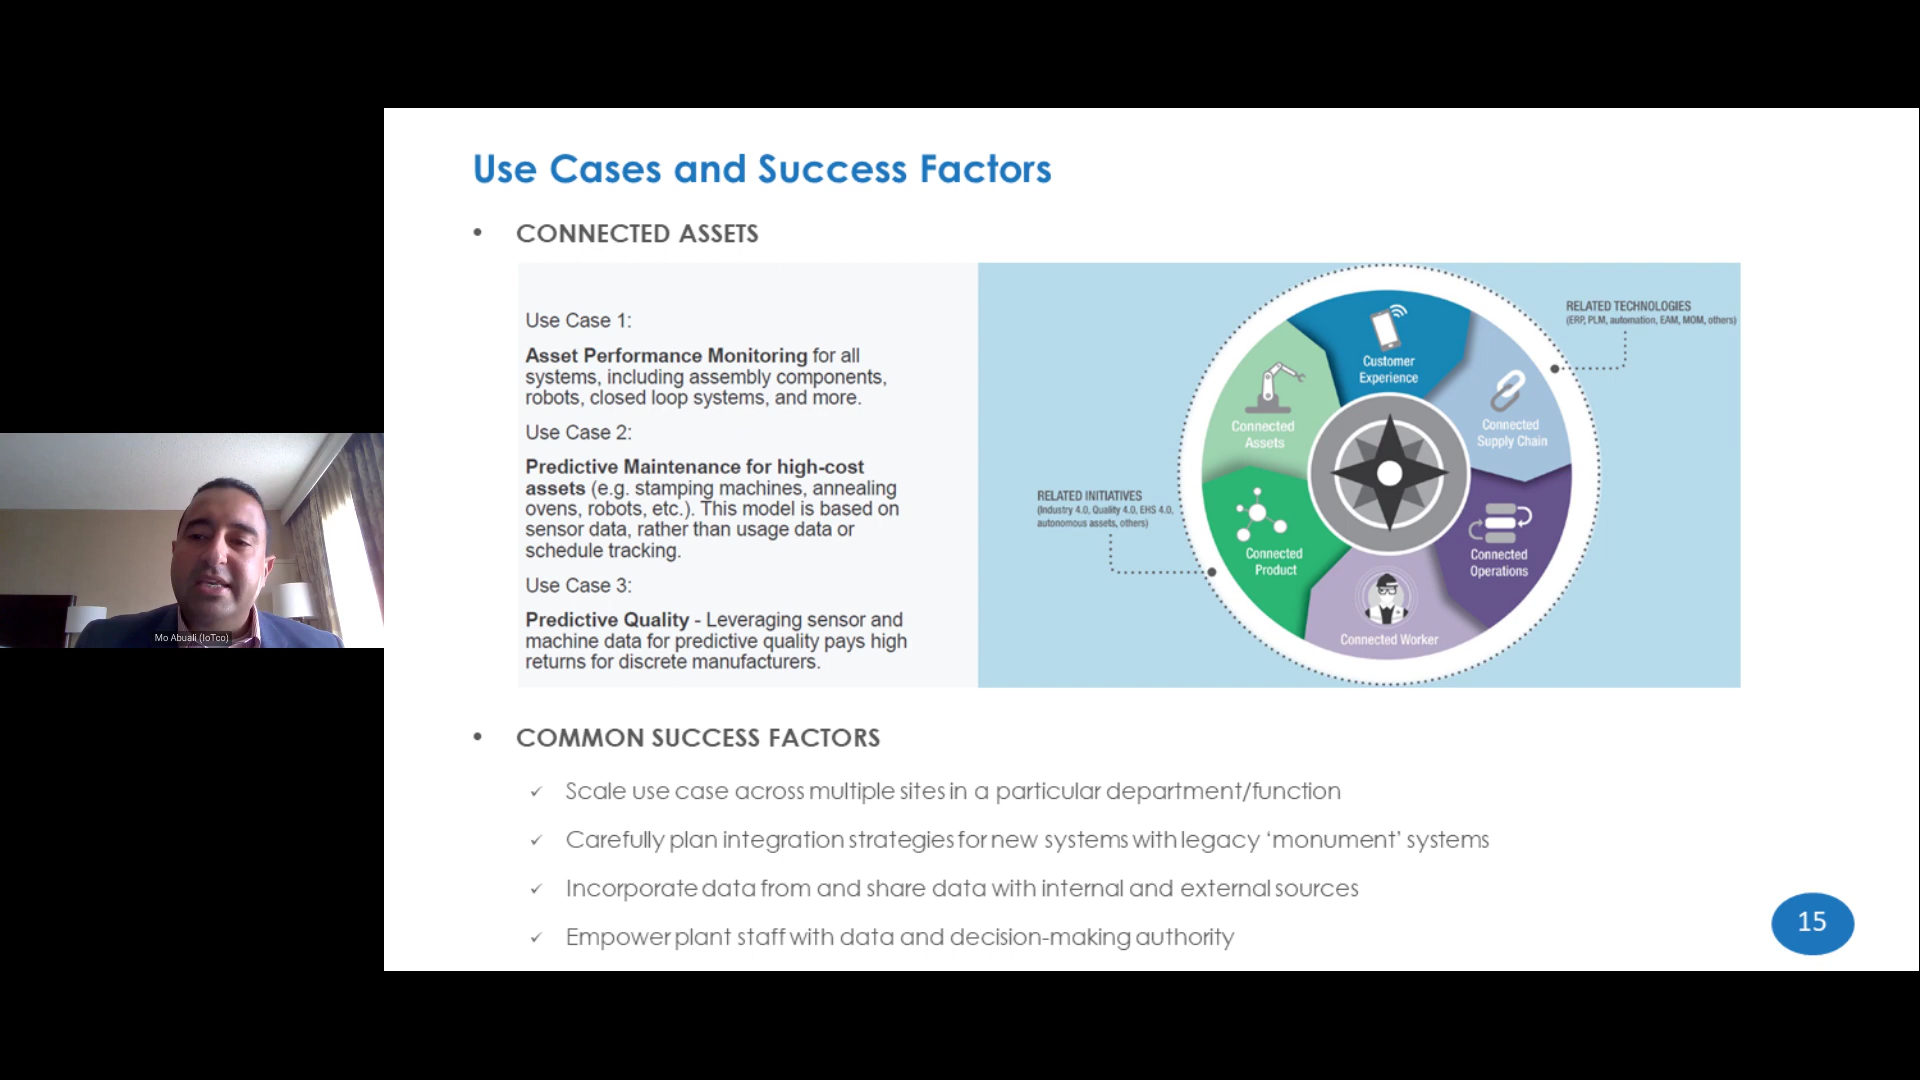 Use Cases and Success Factors
• CONNECTED ASSETS
Use Case 1:
Asset Performance Monitoring for all
systems, including assembly components,
robots, closed loop systems, and more.
Use Case 2:
Predictive Maintenance for high-cost
assets (e.g. stamping machines, annealing
ovens, robots, etc.). This model is based on
sensor data, rather than usage data or
schedule tracking.
Use Case 3:
Predictive Quality - Leveraging sensor and
machine data for predictive quality pays high
returns for discrete manufacturers.
RELATED TECHNOLOGIES
(ERP, PLM, automation, EAM, MOM, others)
Customer
Experience
Connected
Supply Chain
Connected
Assets
RELATED INITIATIVES
(Industry 4.0, Quality 4.0, EHS 4.0,
autonomous assets, others)
Connected
Product
Connected
Operations
Connected Worker
Mo Abuali (IoTco)
• COMMON SUCCESS FACTORS
✓ Scale use case across multiple sites in a particular department/function
✓ Carefully plan integration strategies for new systems with legacy ‘monument’ systems
✓ Incorporate data from and share data with internal and external sources
✓ Empower plant staff with data and decision-making authority
15